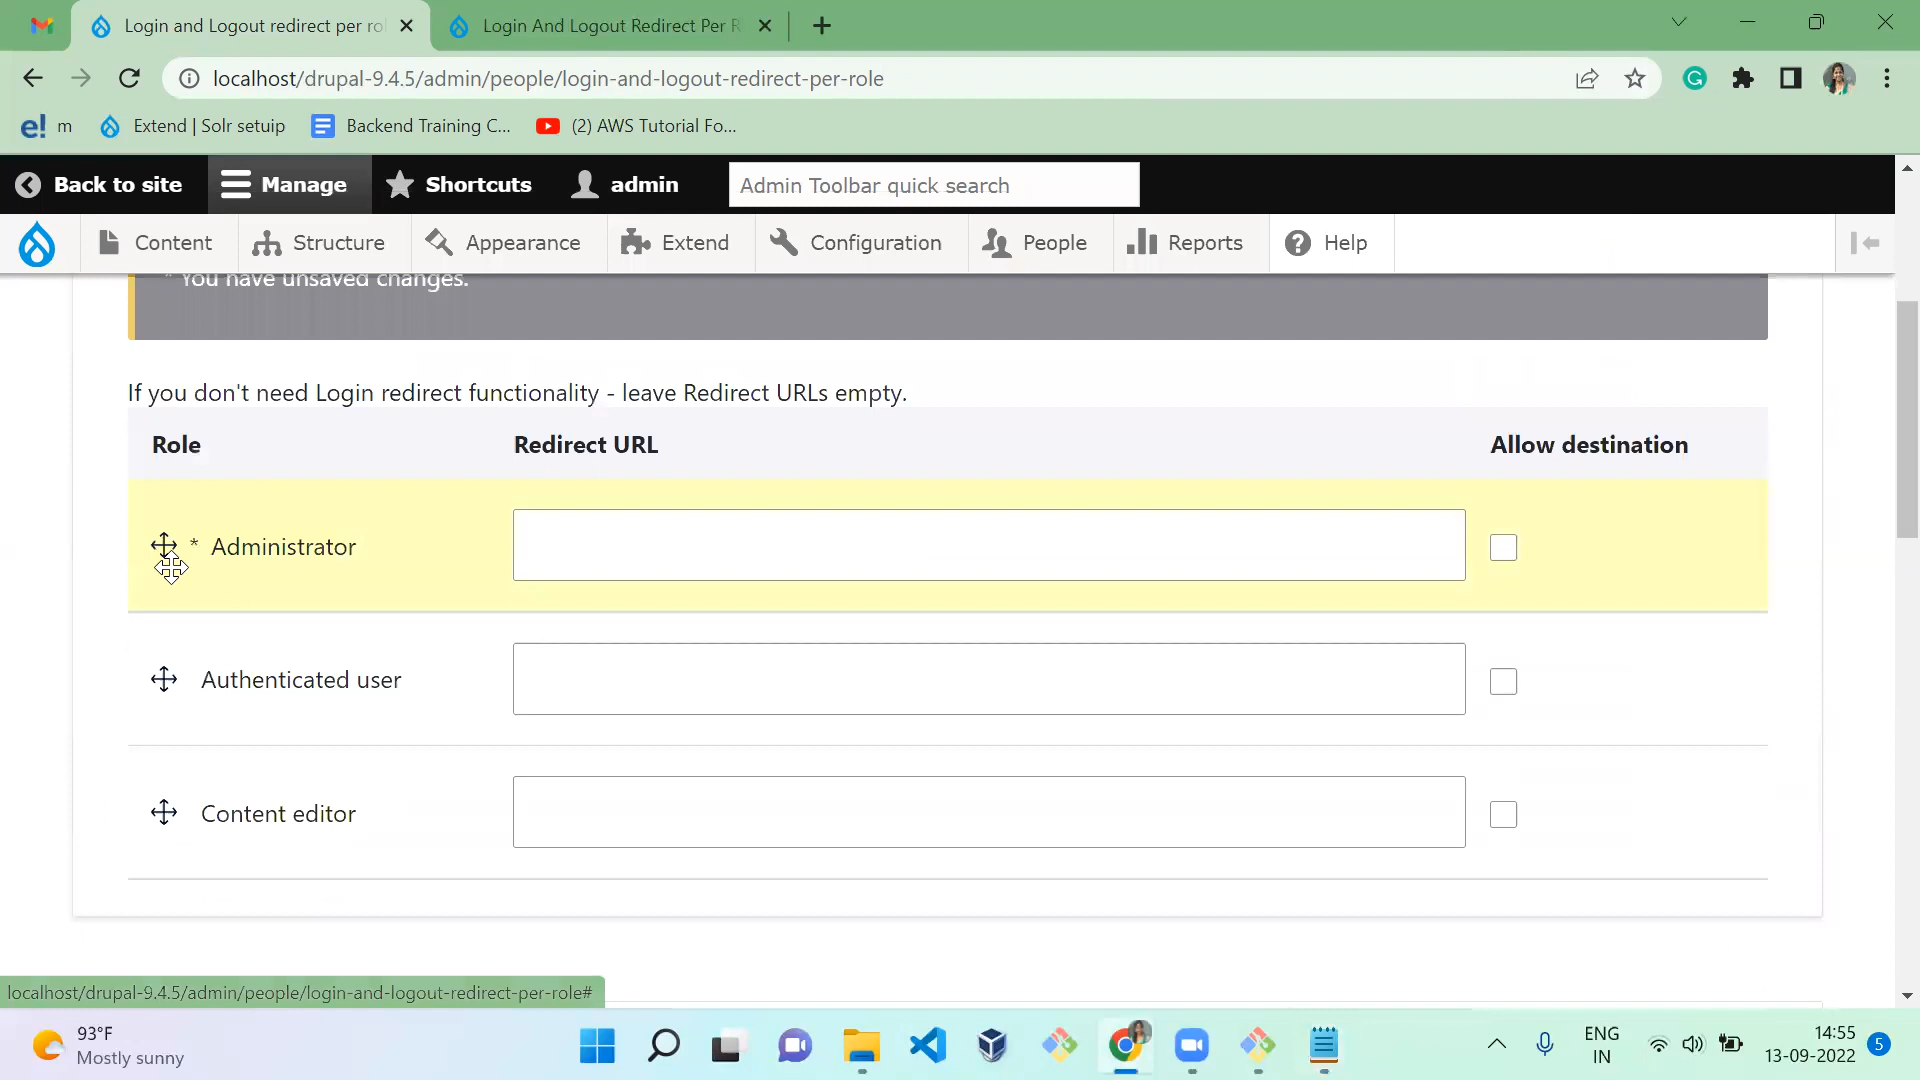 Login and Logout redirect per ro
Login And Logout Redirect Per R
localhost/drupal-9.4.5/admin/people/login-and-logout-redirect-per-role
e! m
Extend | Solr setuip
Backend Training C...
(2) AWS Tutorial Fo...
Back to site
Manage
Shortcuts
admin
Admin Toolbar quick search
Content
Structure
Appearance
Extend
Configuration
People
Reports
Help
* You have unsaved changes.
If you don't need Login redirect functionality - leave Redirect URLs empty.
Role Redirect URL Allow destination
* Administrator
Authenticated user
Content editor
localhost/drupal-9.4.5/admin/people/login-and-logout-redirect-per-role#
93°F
Mostly sunny
ENG
IN
14:55
13-09-2022
5